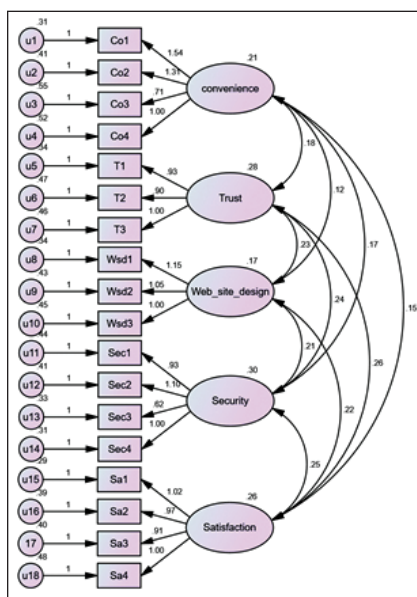 .31
u1 1 Co1
.41
u2 1 Co2
.55
u3 1 Co3
.52
u4 1 Co4
.34
u5 1 T1
.47
u6 1 T2
.46
u7 1 T3
.34
u8 1 Wsd1
.43
u9 1 Wsd2
.45
u10 1 Wsd3
.44
u11 1 Sec1
.41
u12 1 Sec2
.33
u13 1 Sec3
.31
u14 1 Sec4
.29
u15 1 Sa1
.39
u16 1 Sa2
.40
17 1 Sa3
.48
u18 1 Sa4
1.54
1.31
.71
1.00
.21
convenience
.93
.90
1.00
.28
Trust
1.15
1.05
1.00
.17
Web_site_design
.93
1.10
.62
1.00
.30
Security
1.02
.97
.91
1.00
.26
Satisfaction
.18
.12
.17
.15
.23
.24
.26
.21
.22
.25